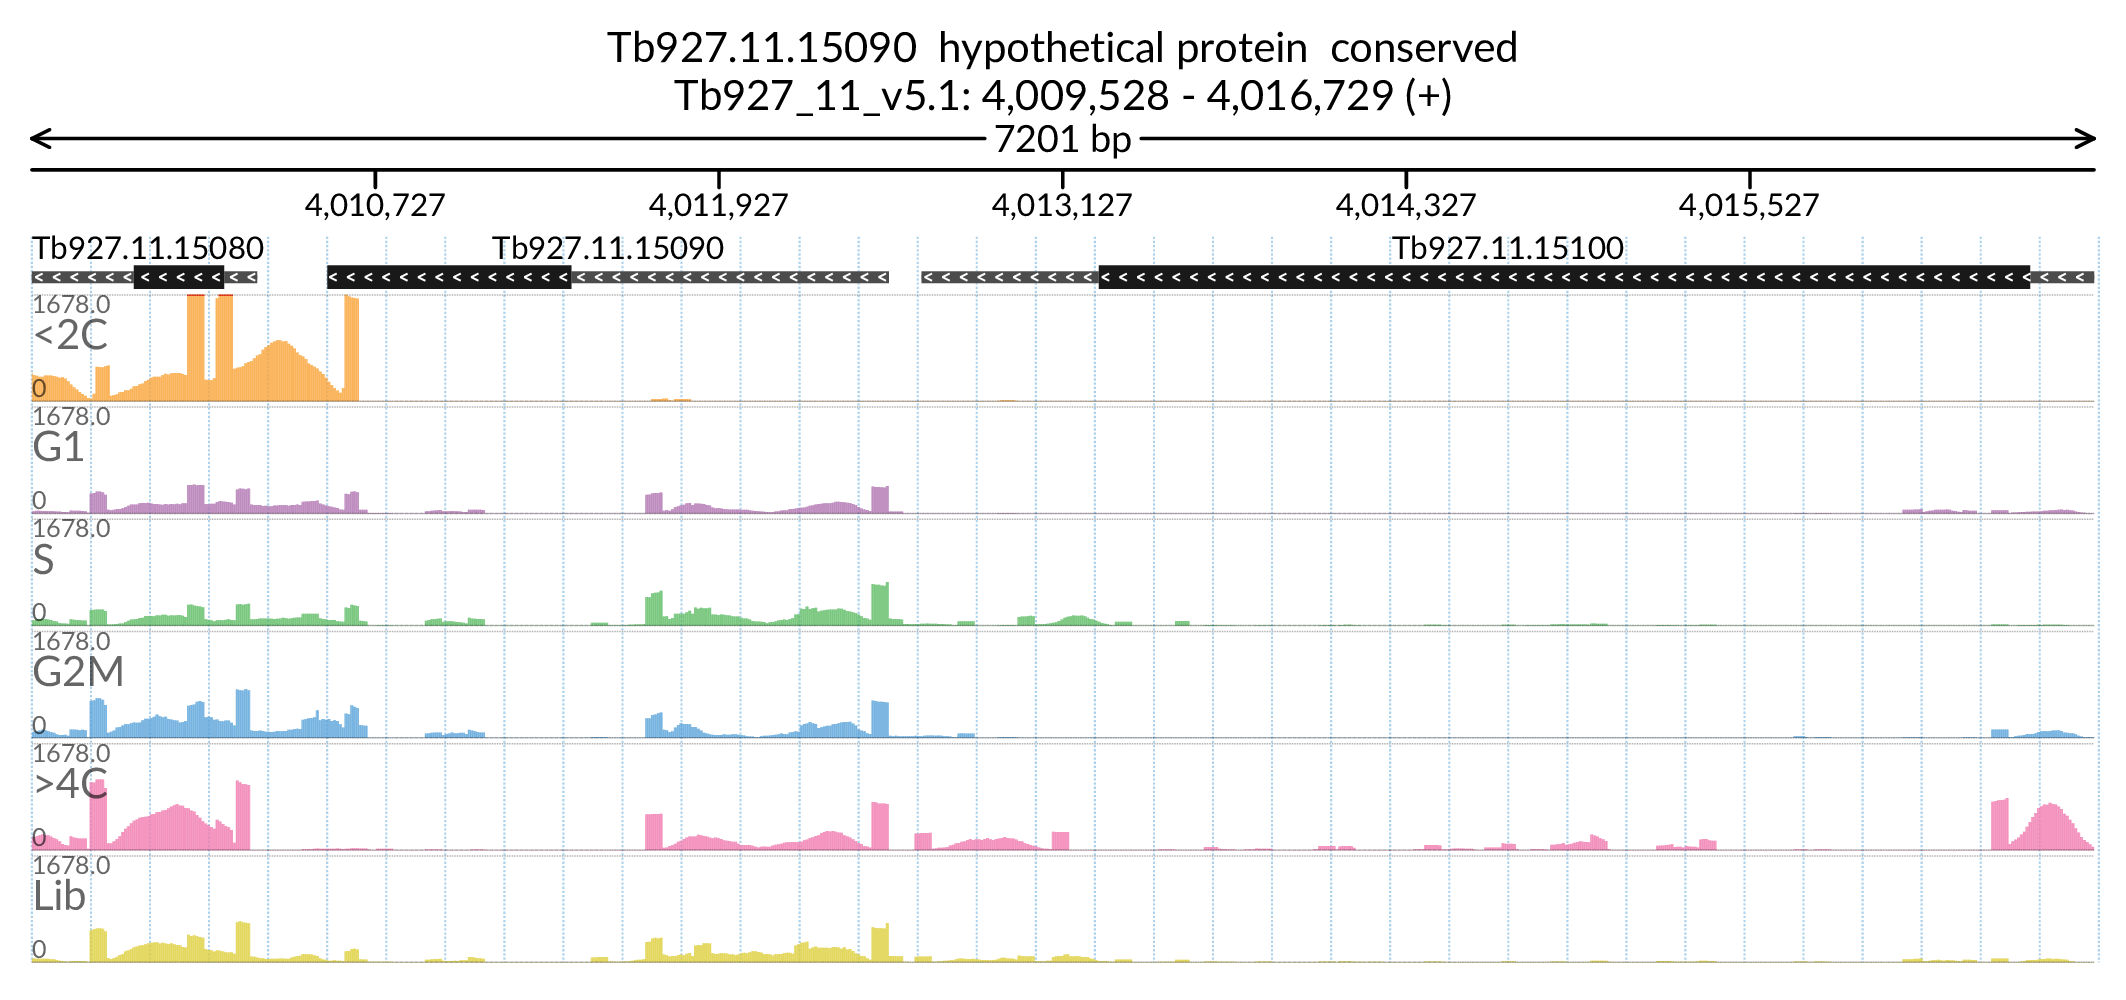 Tb927.11.15090  hypothetical protein  conserved
Tb927_11_v5.1: 4,009,528 - 4,016,729 (+)
7201 bp
4,010,727 4,011,927 4,013,127 4,014,327 4,015,527
Tb927.11.15080 Tb927.11.15090 Tb927.11.15100
1678.0
<2C
0
1678.0
G1
0
1678.0
S
0
1678.0
G2M
0
1678.0
>4C
0
1678.0
Lib
0